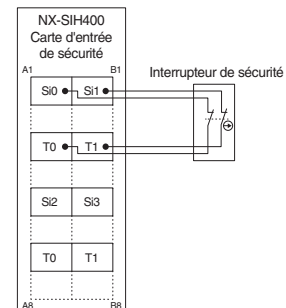 NX-SIH400
Carte d'entrée
de sécurité
A1 B1
Interrupteur de sécurité
Si0 Si1
T0 T1
Si2 Si3
T0 T1
A8 B8